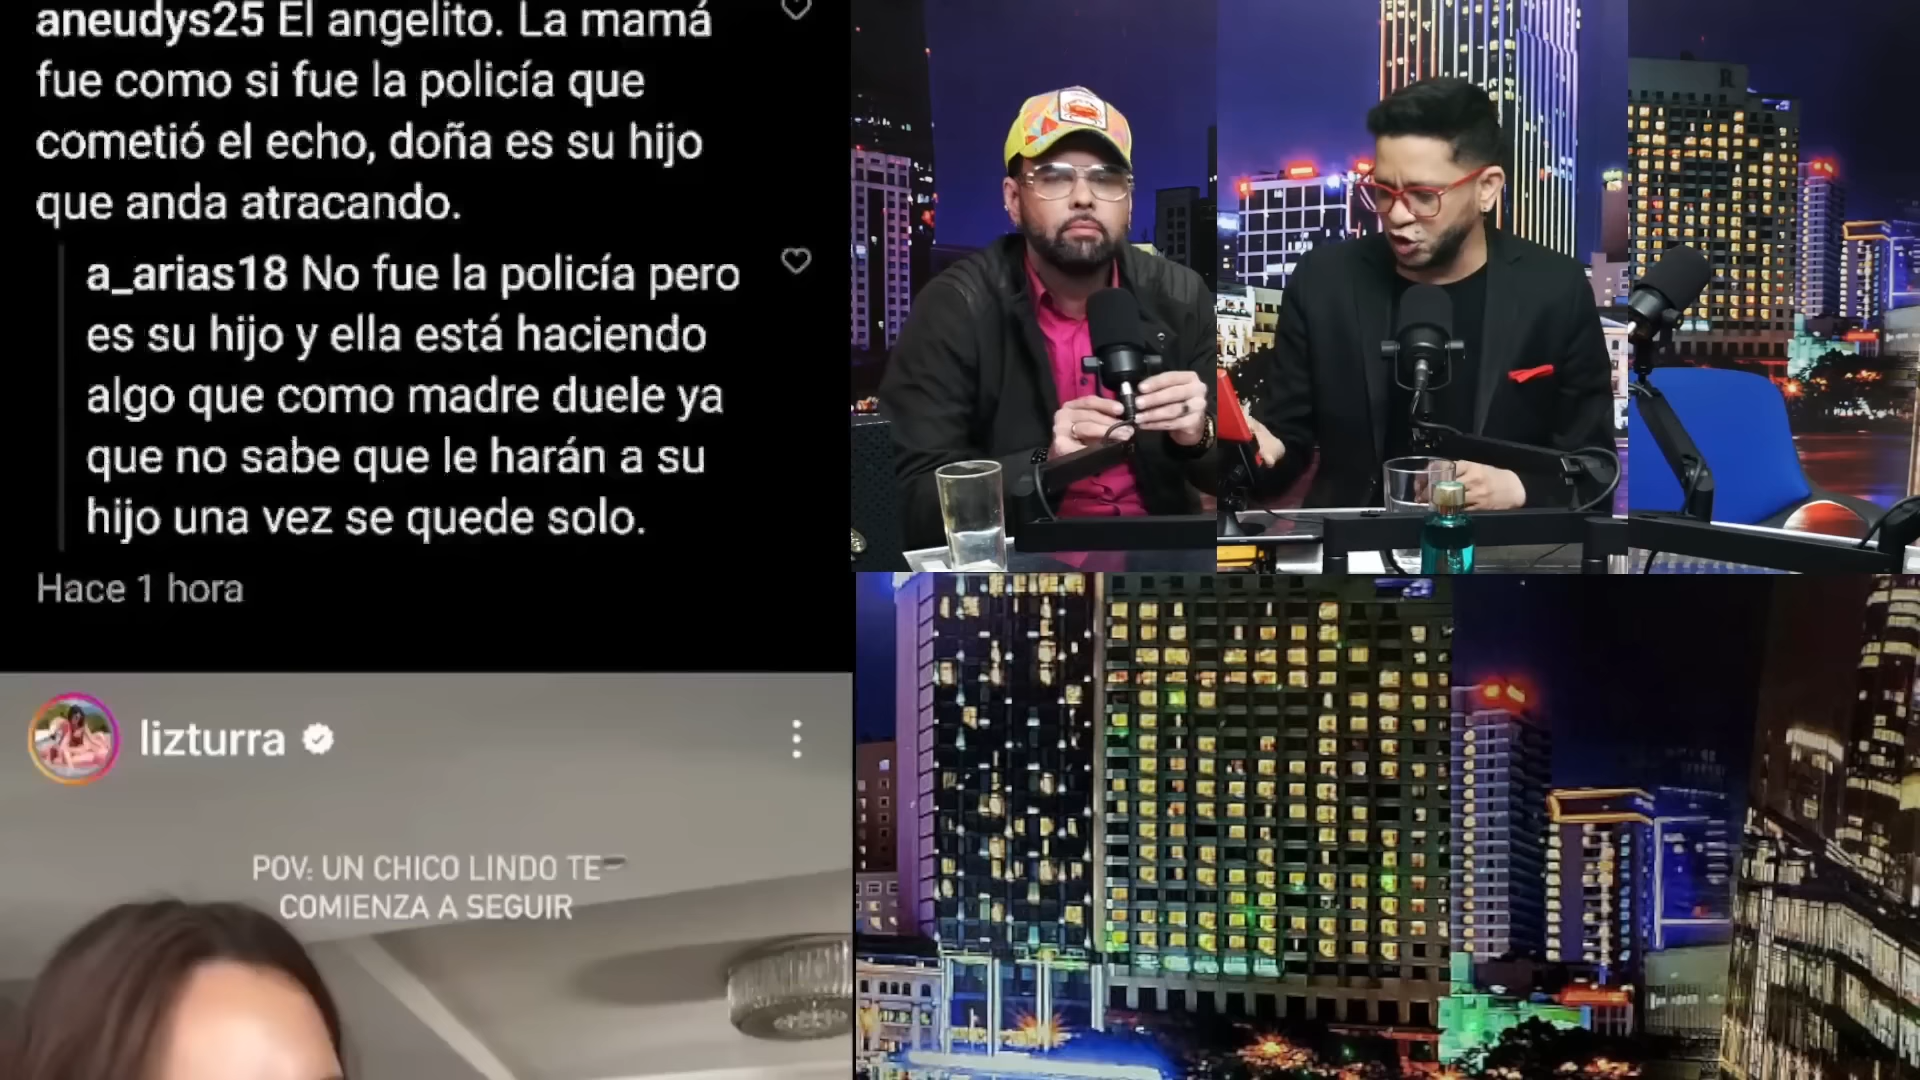 aneudys25 El angelito. La mamá
fue como si fue la policía que
cometió el echo, doña es su hijo
que anda atracando.
a_arias18 No fue la policía pero
es su hijo y ella está haciendo
algo que como madre duele ya
que no sabe que le harán a su
hijo una vez se quede solo.
Hace 1 hora
lizturra
POV: UN CHICO LINDO TE
COMIENZA A SEGUIR